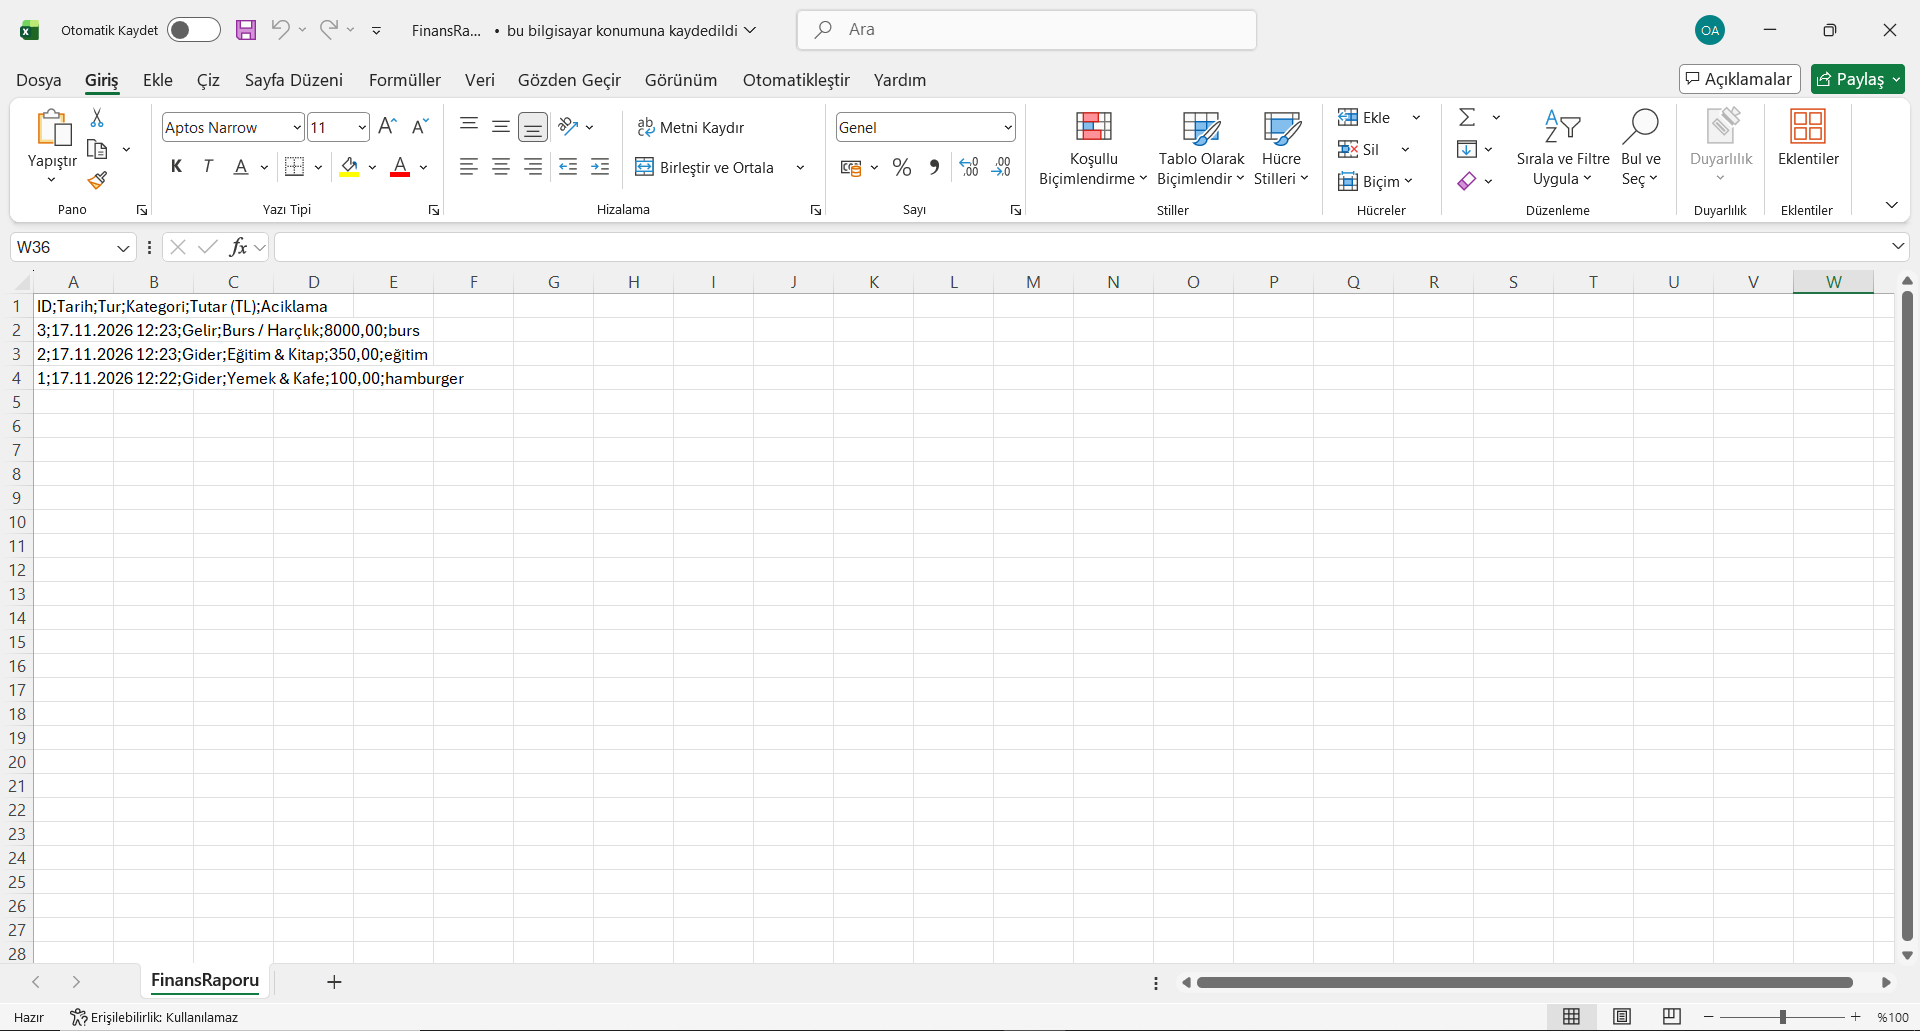 Otomatik Kaydet FinansRa... • bu bilgisayar konumuna kaydedildi Ara OA
Dosya Giriş Ekle Çiz Sayfa Düzeni Formüller Veri Gözden Geçir Görünüm Otomatikleştir Yardım Açıklamalar Paylaş
Yapıştır
Pano
Aptos Narrow 11 A A
K T A A
Yazı Tipi
ab Metni Kaydır
Birleştir ve Ortala
Hizalama
Genel
% ,00
Sayı
Koşullu Biçimlendirme
Tablo Olarak Biçimlendir
Hücre Stilleri
Stiller
Ekle
Sil
Biçim
Hücreler
Sırala ve Filtre Uygula
Bul ve Seç
Düzenleme
Duyarlılık
Duyarlılık
Eklentiler
Eklentiler
W36 fx
A B C D E F G H I J K L M N O P Q R S T U V W
1 ID;Tarih;Tur;Kategori;Tutar (TL);Aciklama
2 3;17.11.2026 12:23;Gelir;Burs / Harçlık;8000,00;burs
3 2;17.11.2026 12:23;Gider;Eğitim & Kitap;350,00;eğitim
4 1;17.11.2026 12:22;Gider;Yemek & Kafe;100,00;hamburger
5
6
7
8
9
10
11
12
13
14
15
16
17
18
19
20
21
22
23
24
25
26
27
28
FinansRaporu
Hazır Erişilebilirlik: Kullanılamaz %100